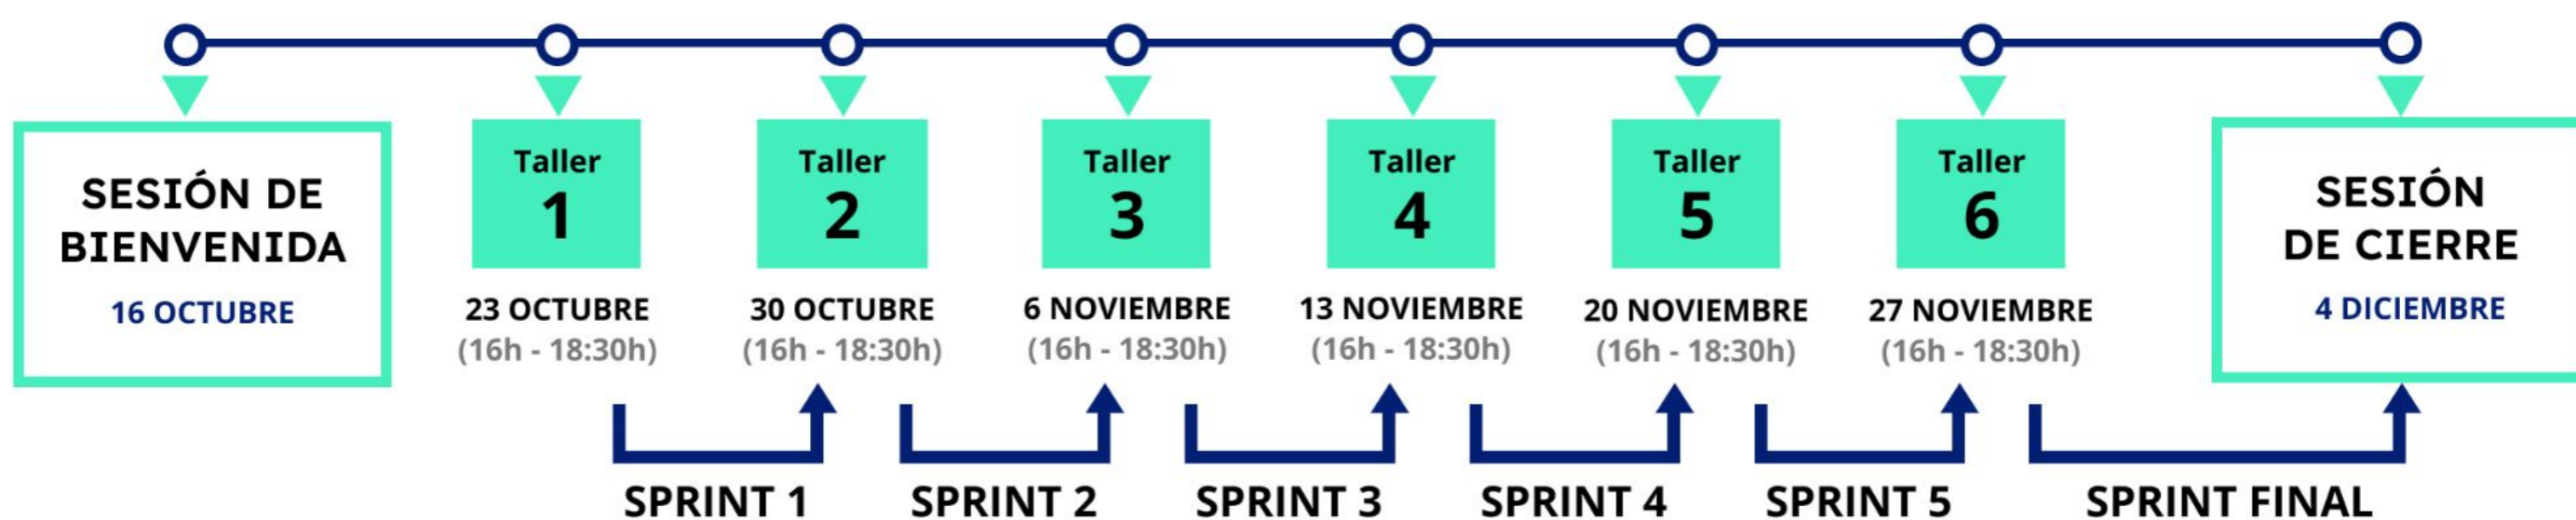 SESIÓN DE
BIENVENIDA
16 OCTUBRE
Taller
1
23 OCTUBRE
(16h - 18:30h)
Taller
2
30 OCTUBRE
(16h - 18:30h)
Taller
3
6 NOVIEMBRE
(16h - 18:30h)
Taller
4
13 NOVIEMBRE
(16h - 18:30h)
Taller
5
20 NOVIEMBRE
(16h - 18:30h)
Taller
6
27 NOVIEMBRE
(16h - 18:30h)
SESIÓN
DE CIERRE
4 DICIEMBRE
SPRINT 1
SPRINT 2
SPRINT 3
SPRINT 4
SPRINT 5
SPRINT FINAL